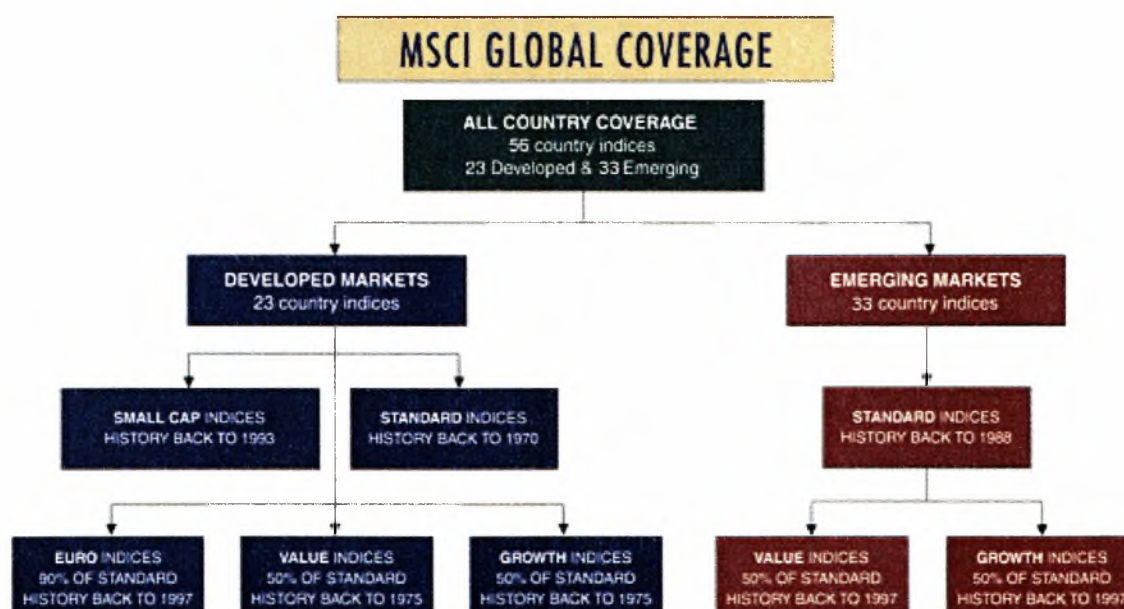 MSCI GLOBAL COVERAGE
ALL COUNTRY COVERAGE
56 country indices
23 Developed & 33 Emerging
DEVELOPED MARKETS
23 country indices
EMERGING MARKETS
33 country indices
SMALL CAP INDICES
HISTORY BACK TO 1993
STANDARD INDICES
HISTORY BACK TO 1970
STANDARD INDICES
HISTORY BACK TO 1988
EURO INDICES
90% OF STANDARD
HISTORY BACK TO 1997
VALUE INDICES
50% OF STANDARD
HISTORY BACK TO 1975
GROWTH INDICES
50% OF STANDARD
HISTORY BACK TO 1975
VALUE INDICES
50% OF STANDARD
HISTORY BACK TO 1997
GROWTH INDICES
50% OF STANDARD
HISTORY BACK TO 1997